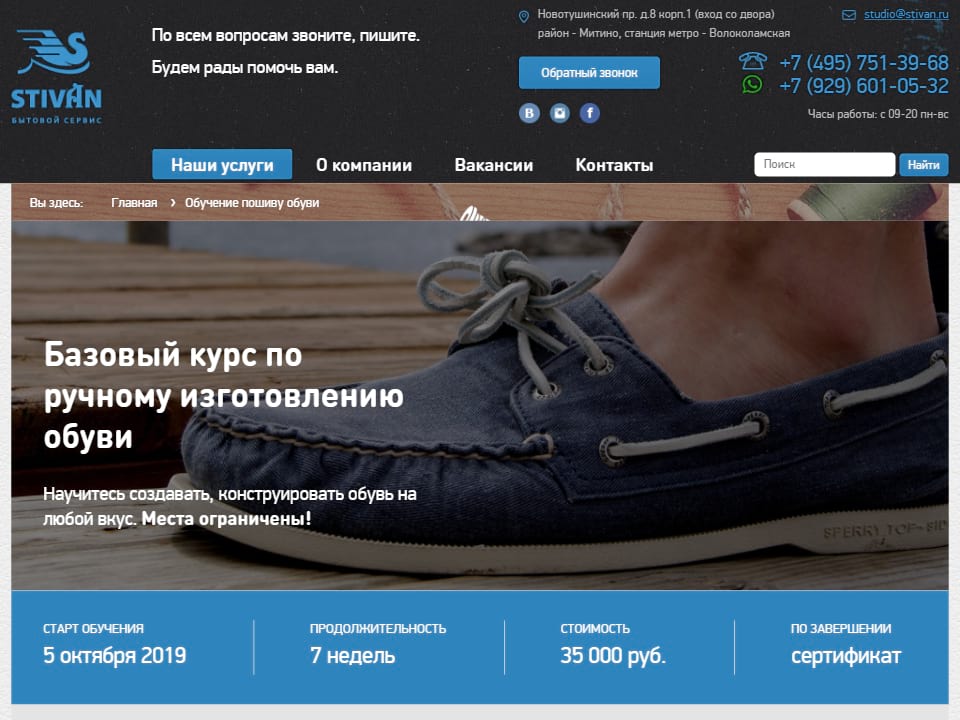 STIVAN
БЫТОВОЙ СЕРВИС
По всем вопросам звоните, пишите.
Будем рады помочь вам.
Новотушинский пр. д.8 корп.1 (вход со двора)
район - Митино, станция метро - Волоколамская
Обратный звонок
B
f
studio@stivan.ru
+7 (495) 751-39-68
+7 (929) 601-05-32
Часы работы: с 09-20 пн-вс
Наши услуги
О компании
Вакансии
Контакты
Поиск
Найти
Вы здесь:
Главная
Обучение пошиву обуви
Базовый курс по
ручному изготовлению
обуви
Научитесь создавать, конструировать обувь на
любой вкус. Места ограничены!
SPERRY TOP-SID
СТАРТ ОБУЧЕНИЯ
5 октября 2019
ПРОДОЛЖИТЕЛЬНОСТЬ
7 недель
СТОИМОСТЬ
35 000 руб.
ПО ЗАВЕРШЕНИИ
сертификат